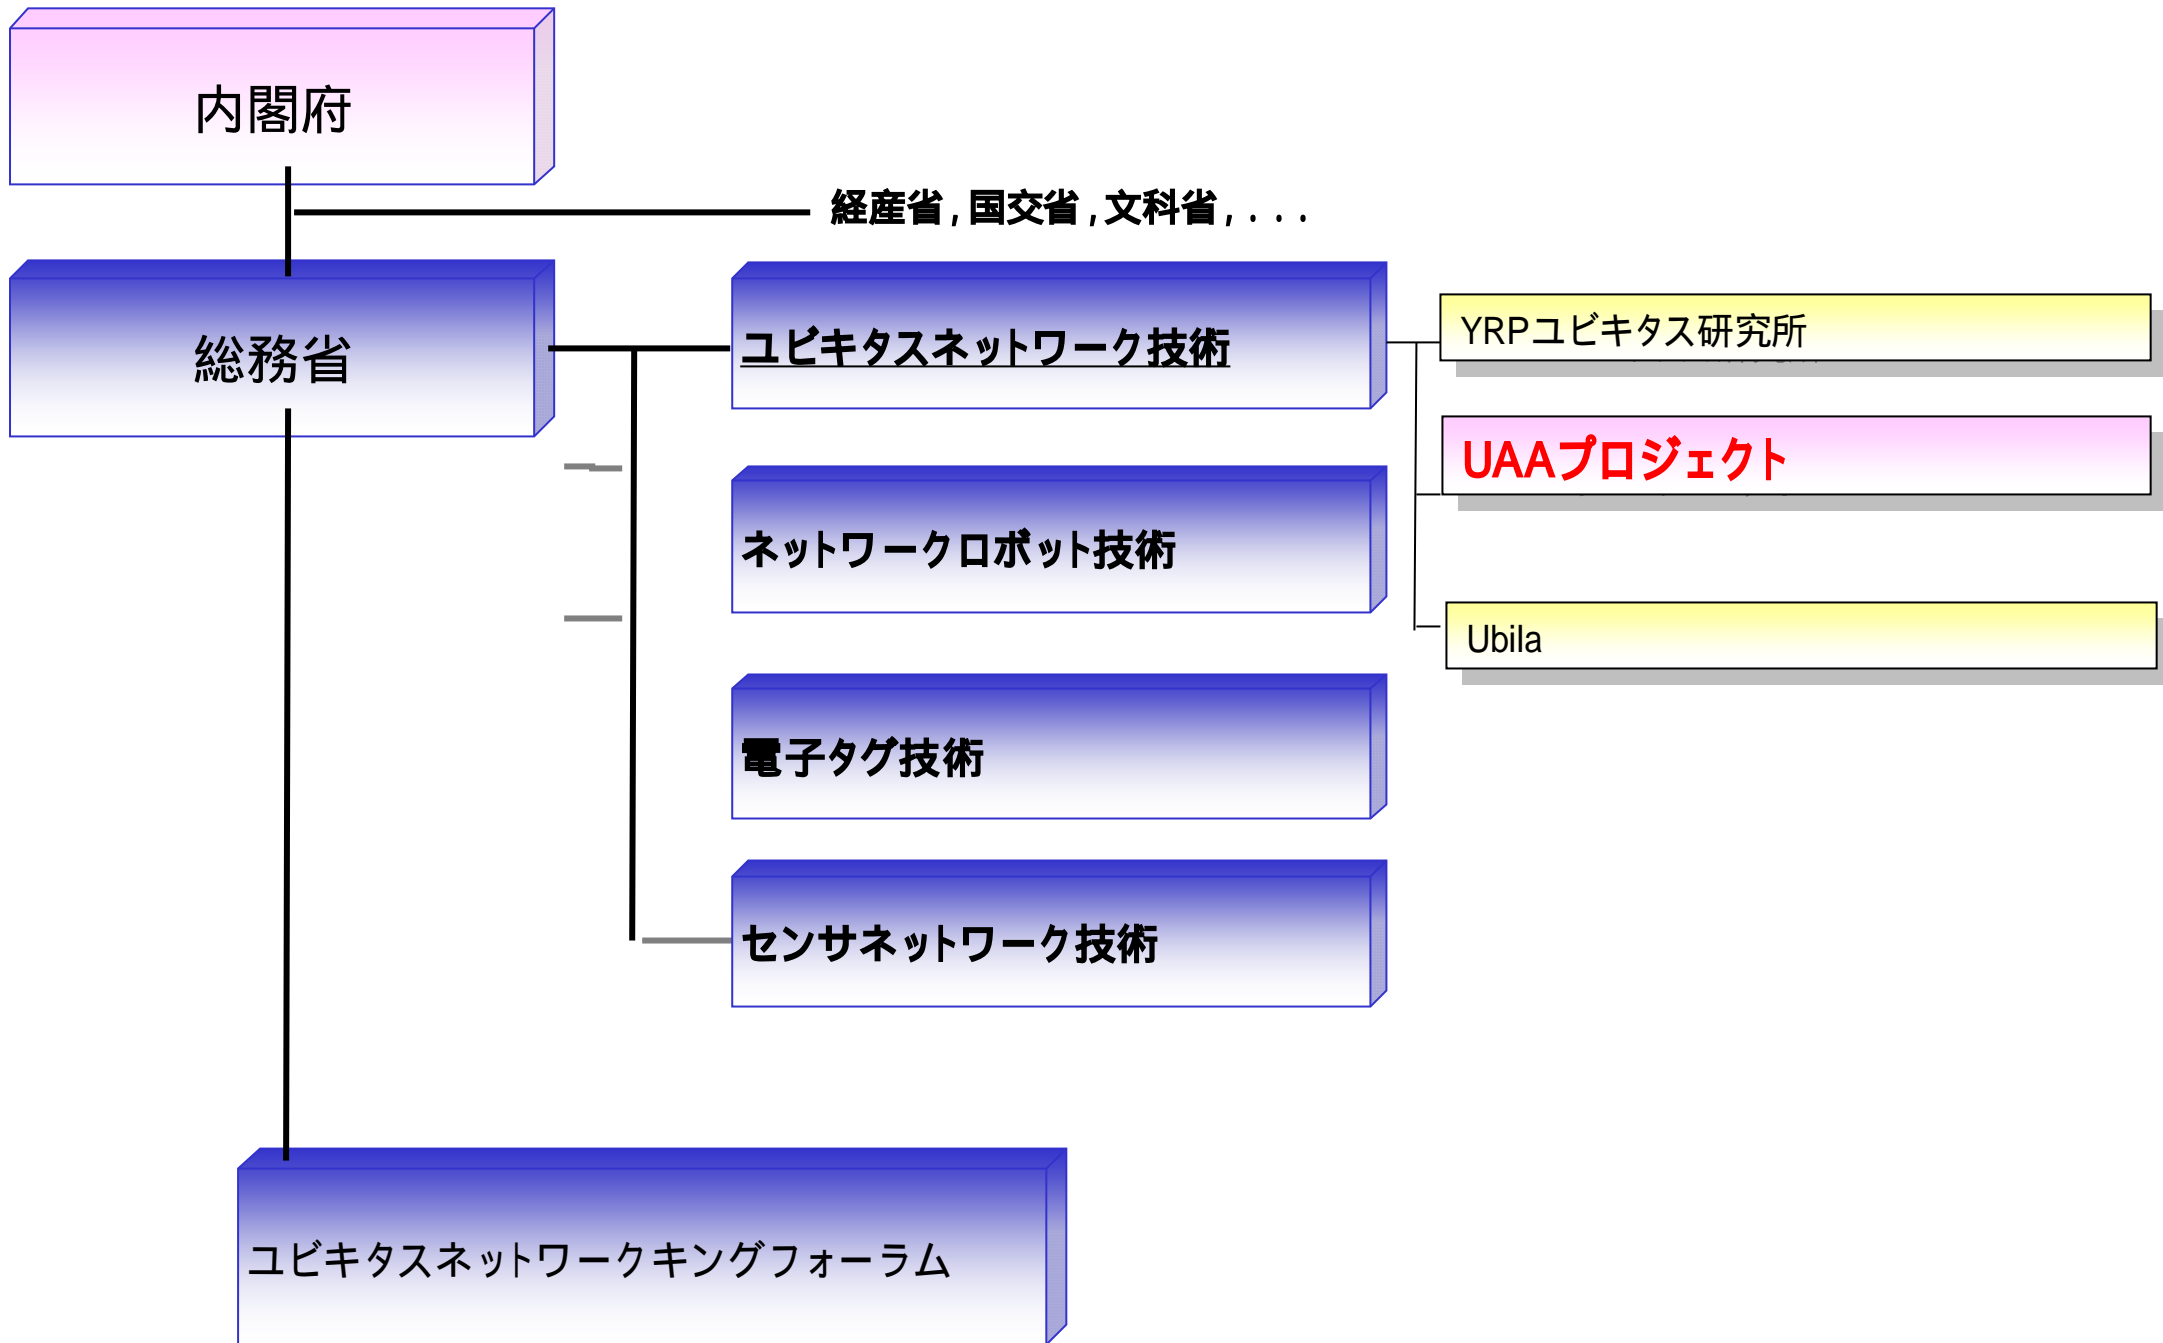 内閣府
経産省,国交省,文科省,...
総務省
ユビキタスネットワーク技術
YRPユビキタス研究所
UAAプロジェクト
ネットワークロボット技術
Ubila
電子タグ技術
センサネットワーク技術
ユビキタスネットワークキングフォーラム